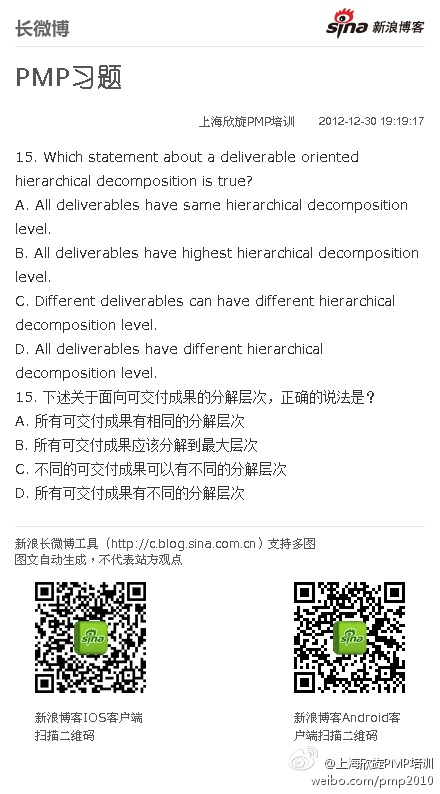 长微博
sina 新浪博客
PMP习题
上海欣旋PMP培训 2012-12-30 19:19:17
15. Which statement about a deliverable oriented
hierarchical decomposition is true?
A. All deliverables have same hierarchical decomposition
level.
B. All deliverables have highest hierarchical decomposition
level.
C. Different deliverables can have different hierarchical
decomposition level.
D. All deliverables have different hierarchical
decomposition level.
15. 下述关于面向可交付成果的分解层次，正确的说法是？
A. 所有可交付成果有相同的分解层次
B. 所有可交付成果应该分解到最大层次
C. 不同的可交付成果可以有不同的分解层次
D. 所有可交付成果有不同的分解层次
新浪长微博工具（http://c.blog.sina.com.cn）支持多图
图文自动生成，不代表站方观点
sina
sina
新浪博客IOS客户端
扫描二维码
新浪博客Android客
户端扫描二维码
@上海欣旋PMP培训
weibo.com/pmp2010